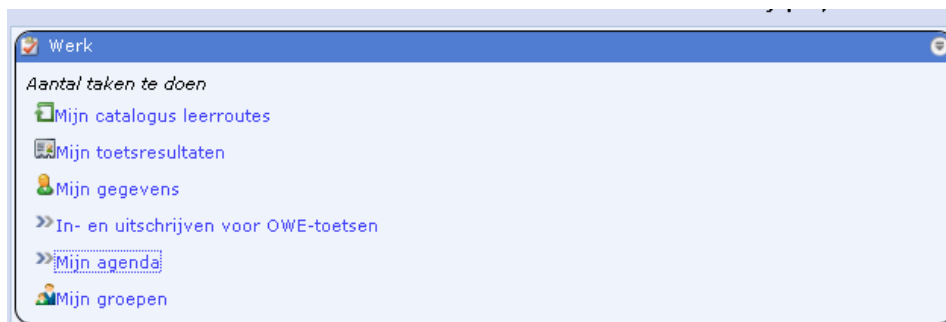 Werk
Aantal taken te doen
Mijn catalogus leerroutes
Mijn toetsresultaten
Mijn gegevens
In- en uitschrijven voor OWE-toetsen
Mijn agenda
Mijn groepen